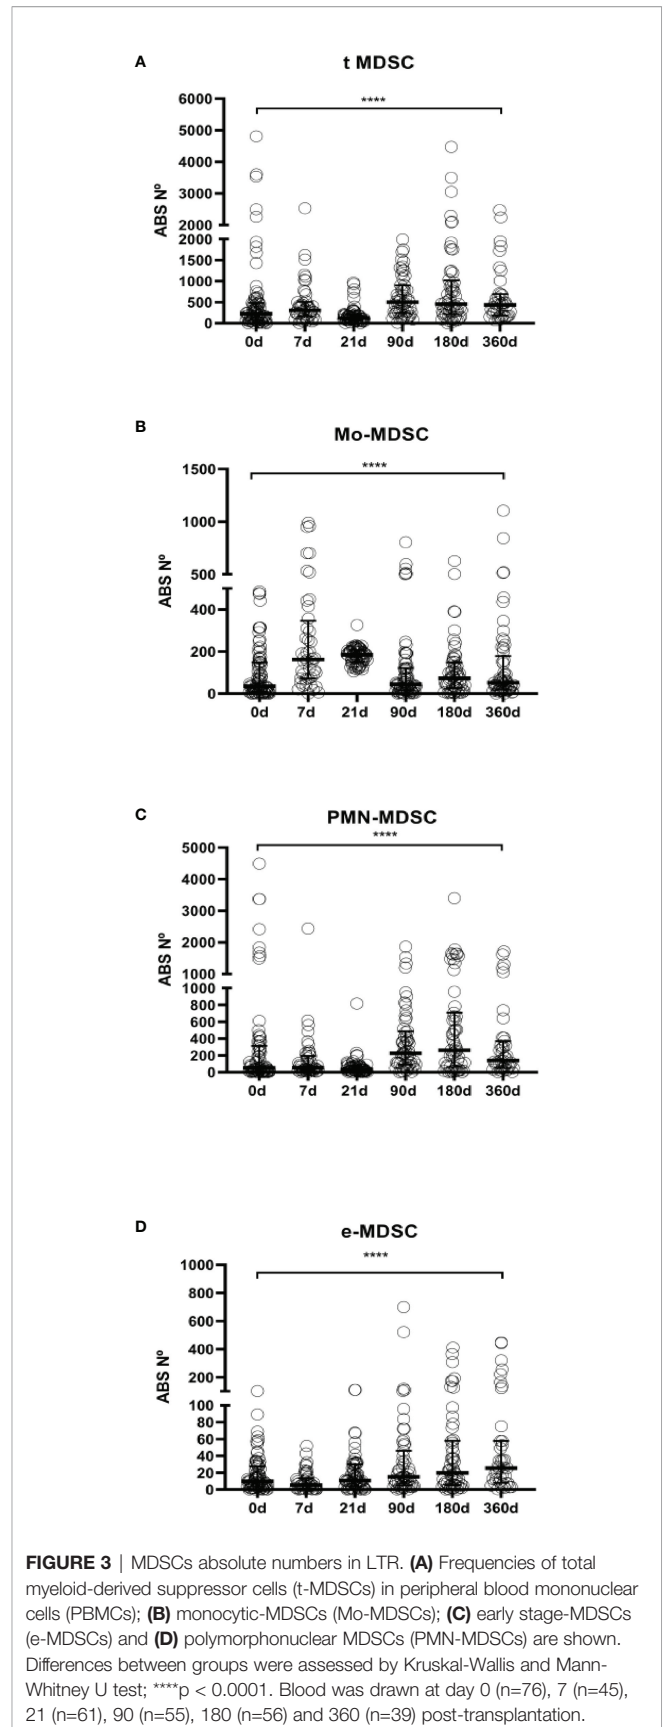 A
t MDSC
****
6000
5000
4000
3000
2000
2000
1500
1000
500
0
ABS Nº
0d 7d 21d 90d 180d 360d
B
Mo-MDSC
****
1500
1000
500
400
200
0
ABS Nº
0d 7d 21d 90d 180d 360d
C
PMN-MDSC
****
5000
4000
3000
2000
1000
1000
800
600
400
200
0
ABS Nº
0d 7d 21d 90d 180d 360d
D
e-MDSC
****
1000
800
600
400
200
100
80
60
40
20
0
ABS Nº
0d 7d 21d 90d 180d 360d
FIGURE 3 | MDSCs absolute numbers in LTR. (A) Frequencies of total
myeloid-derived suppressor cells (t-MDSCs) in peripheral blood mononuclear
cells (PBMCs); (B) monocytic-MDSCs (Mo-MDSCs); (C) early stage-MDSCs
(e-MDSCs) and (D) polymorphonuclear MDSCs (PMN-MDSCs) are shown.
Differences between groups were assessed by Kruskal-Wallis and Mann-
Whitney U test; ****p < 0.0001. Blood was drawn at day 0 (n=76), 7 (n=45),
21 (n=61), 90 (n=55), 180 (n=56) and 360 (n=39) post-transplantation.